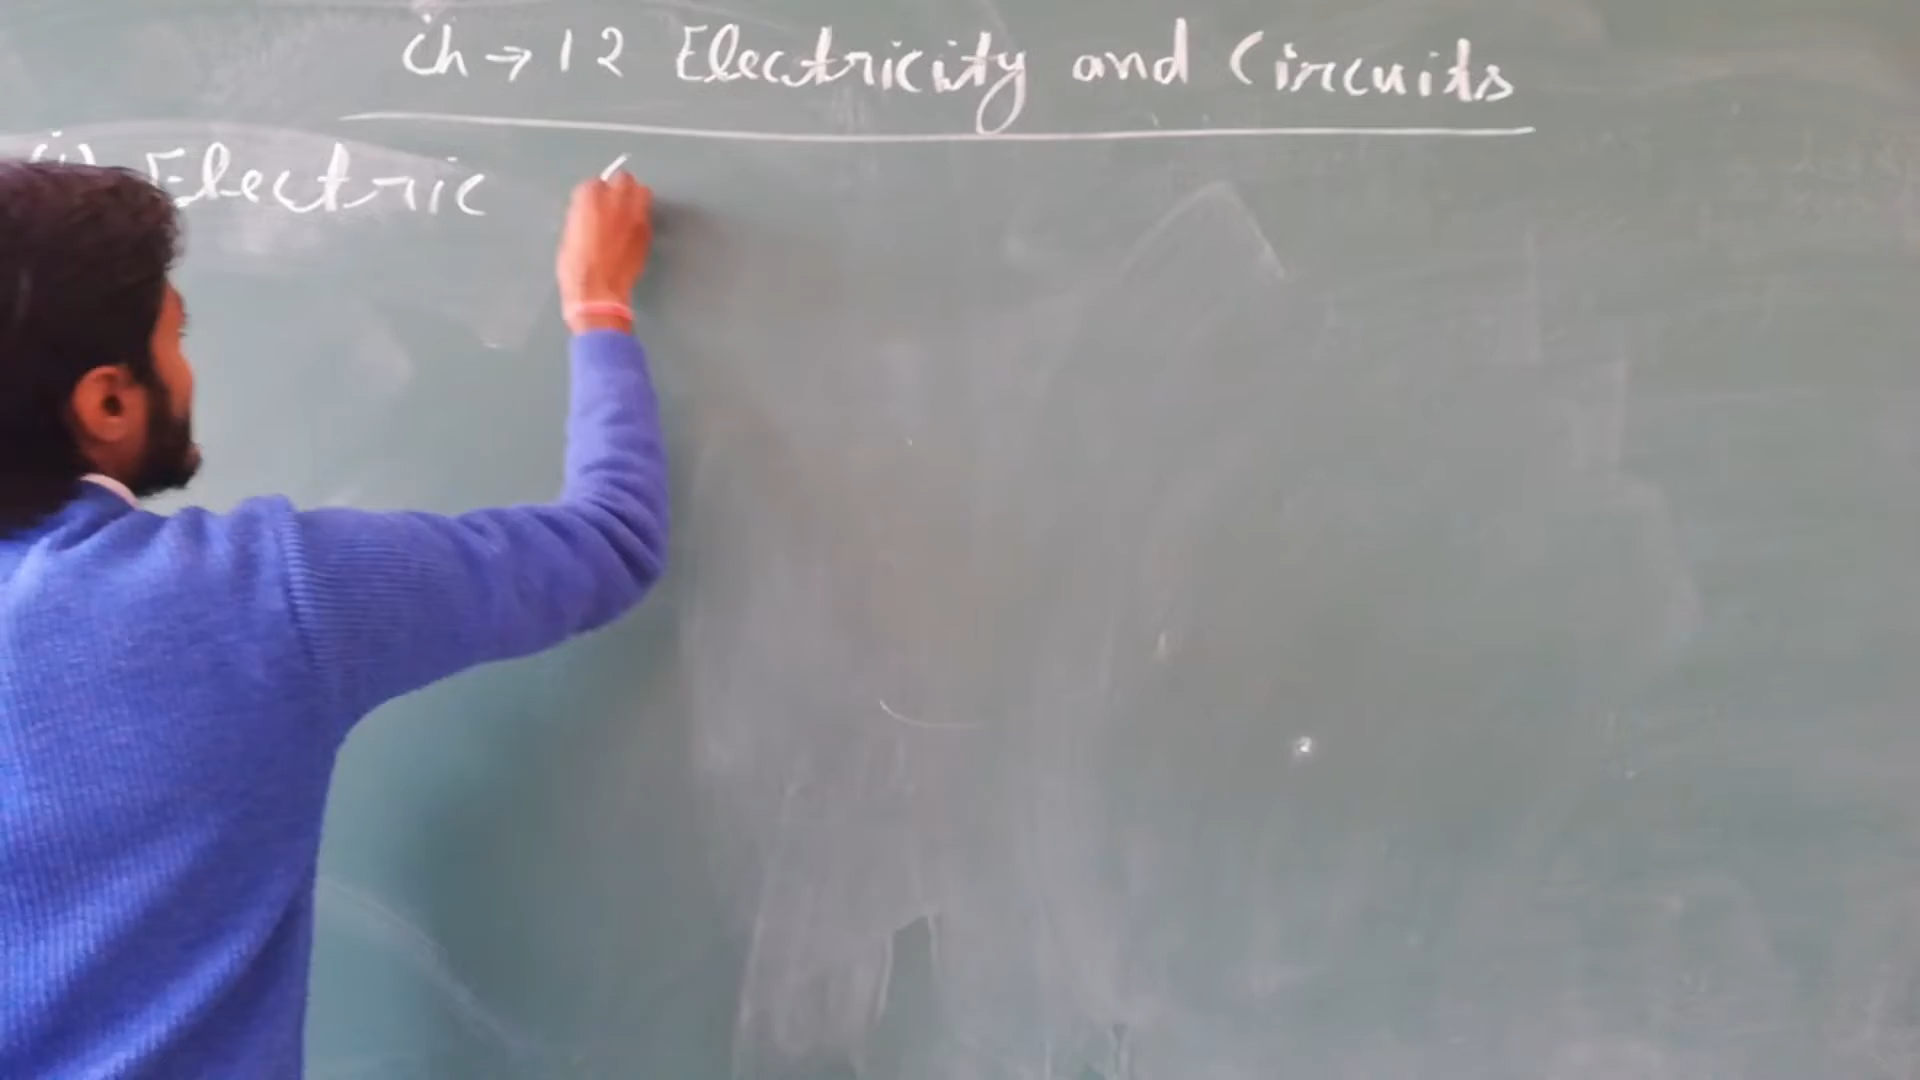 Ch → 12 Electricity and Circuits
(i) Electric